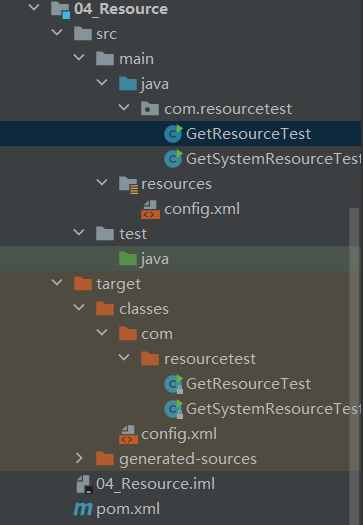 04_Resource
src
main
java
com.resourcetest
GetResourceTest
GetSystemResourceTest
resources
config.xml
test
java
target
classes
com
resourcetest
GetResourceTest
GetSystemResourceTest
config.xml
generated-sources
04_Resource.iml
pom.xml